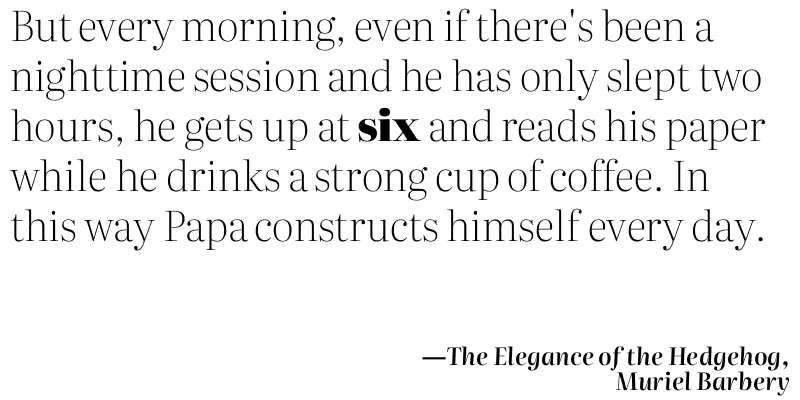 But every morning, even if there's been a
nighttime session and he has only slept two
hours, he gets up at six and reads his paper
while he drinks a strong cup of coffee. In
this way Papa constructs himself every day.
—The Elegance of the Hedgehog,
Muriel Barbery